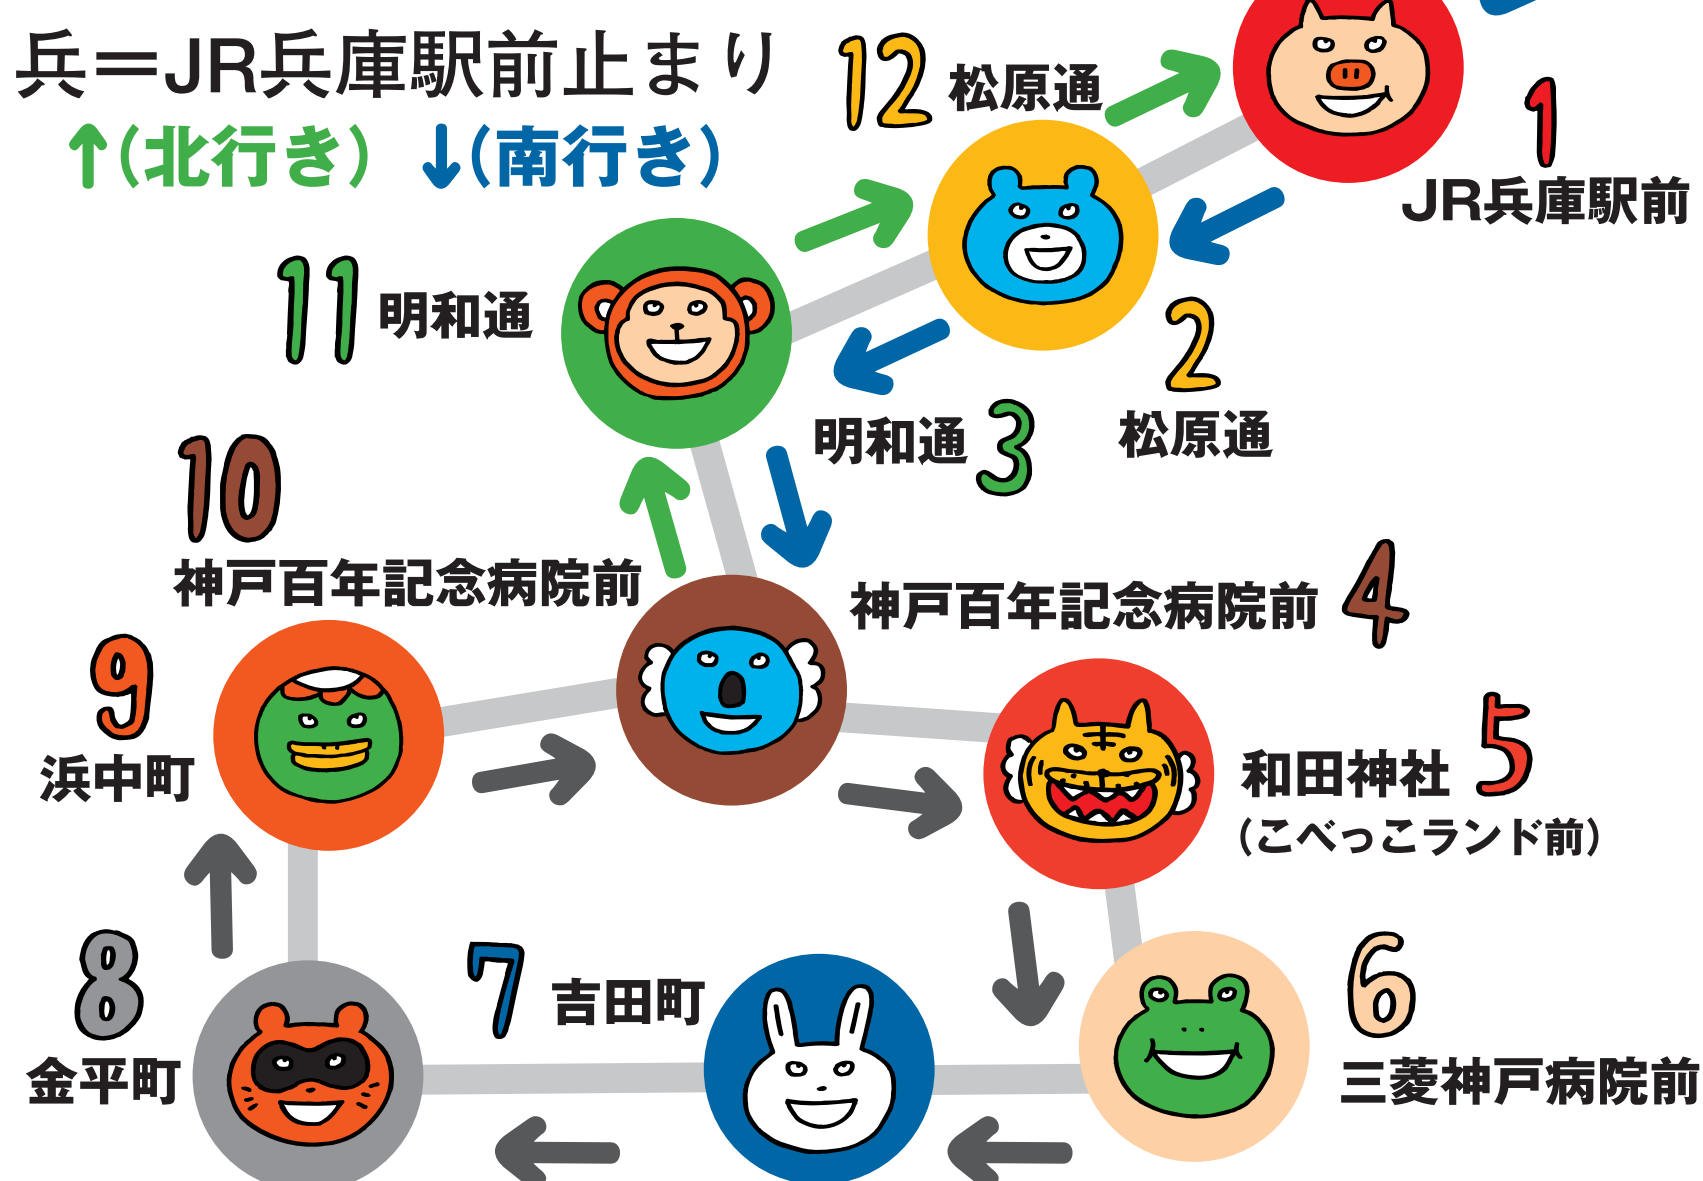 兵＝JR兵庫駅前止まり
↑(北行き) ↓(南行き)
1
JR兵庫駅前
12 松原通
2
松原通
11 明和通
明和通 3
10
神戸百年記念病院前
神戸百年記念病院前 4
9
浜中町
和田神社 5
(こべっこランド前)
8
金平町
7 吉田町
6
三菱神戸病院前